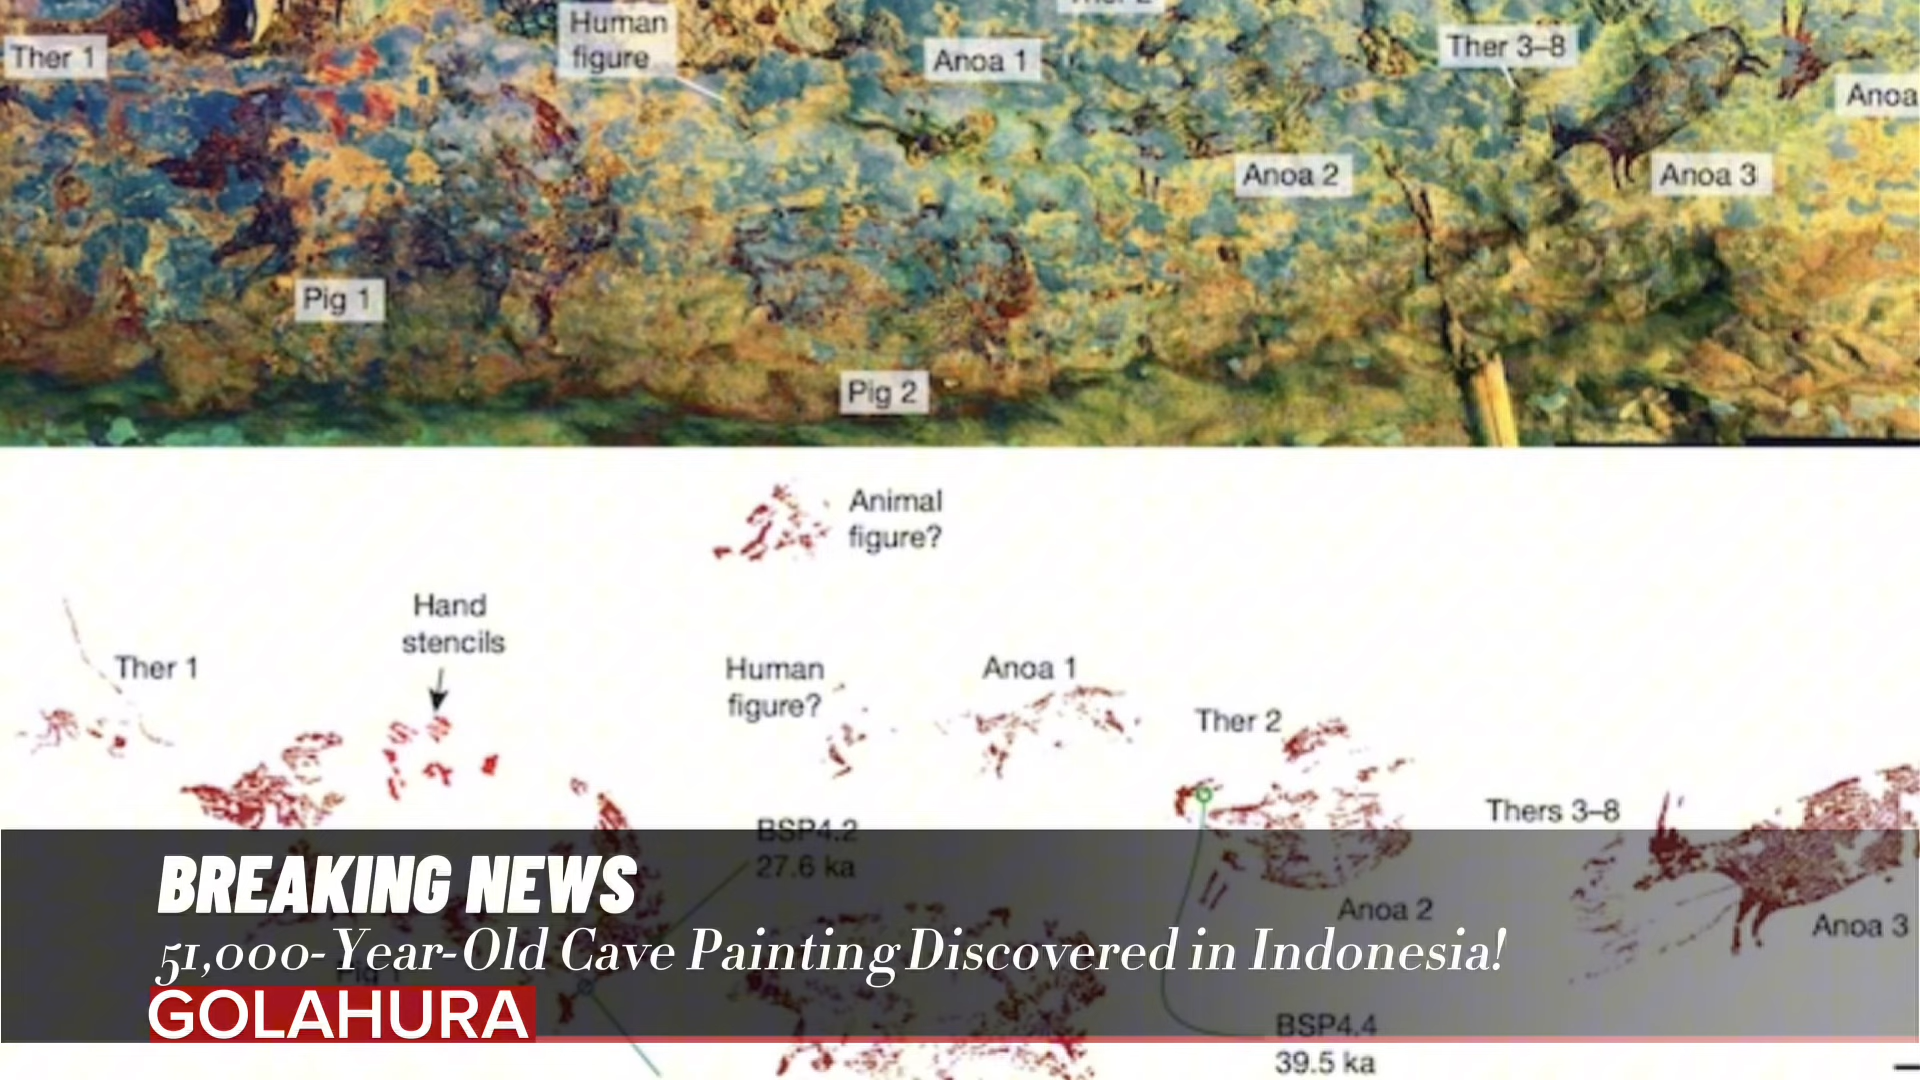 Ther 1
Human
figure
Anoa 1
Ther 3–8
Anoa
Anoa 2
Anoa 3
Pig 1
Pig 2
Animal
figure?
Hand
stencils
Ther 1
Human
figure?
Anoa 1
Ther 2
Thers 3–8
BSP4.2
27.6 ka
Anoa 2
Anoa 3
BREAKING NEWS
51,000-Year-Old Cave Painting Discovered in Indonesia!
GOLAHURA
BSP4.4
39.5 ka